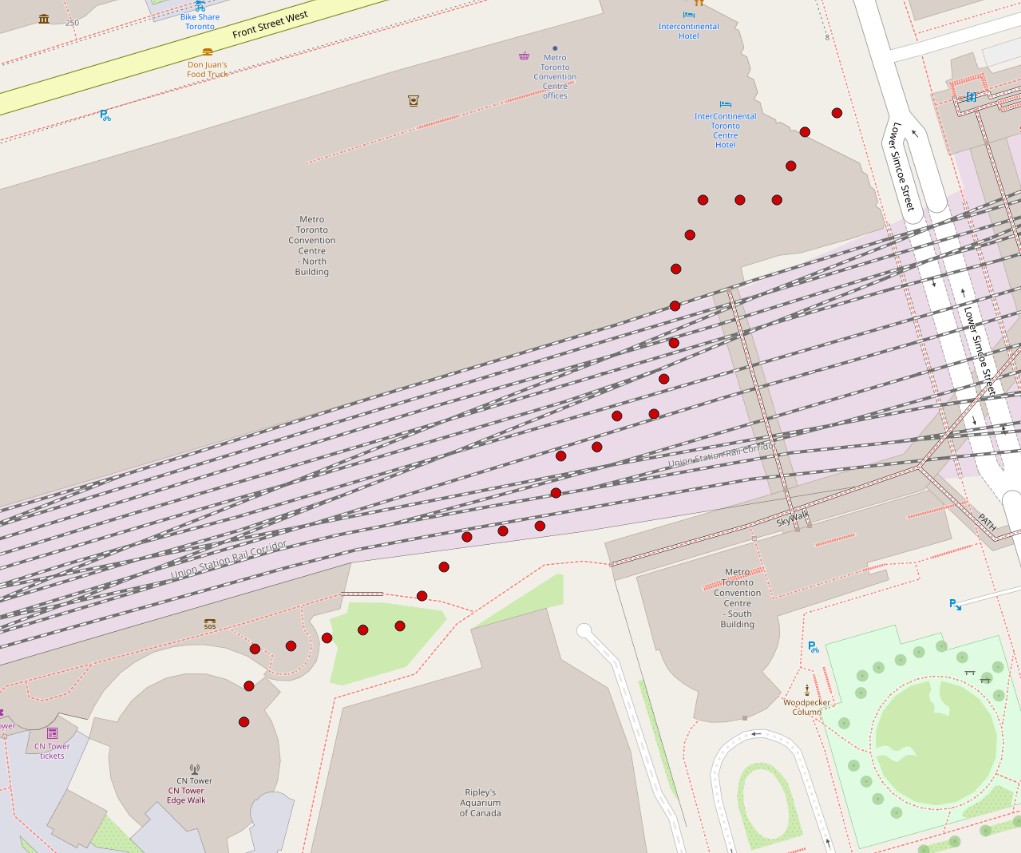 250
Bike Share
Toronto
Front Street West
Don Juan's
Food Truck
Intercontinental
Hotel
Metro
Toronto
Convention
Centre
offices
InterContinental
Toronto
Centre
Hotel
Lower Simcoe Street
Metro
Toronto
Convention
Centre
- North
Building
Lower Simcoe Street
Union Station Rail Corridor
SkyWalk
PATH
Union Station Rail Corridor
505
Metro
Toronto
Convention
Centre
- South
Building
Woodpecker
Column
CN Tower
tickets
CN Tower
CN Tower
Edge Walk
Ripley's
Aquarium
of Canada